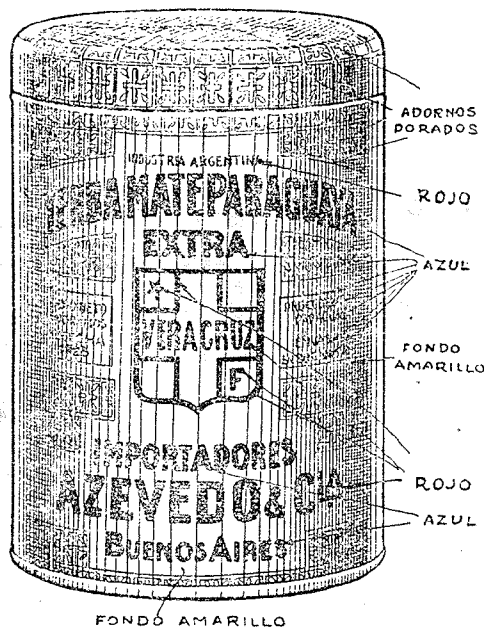 ADORNOS
DORADOS
INDUSTRIA ARGENTINA
ROJO
YERBA MATE PARAGUAYA
EXTRA
AZUL
VERACRUZ
FONDO
AMARILLO
F
IMPORTADORES
ROJO
AZEVEDO & CIA
AZUL
BUENOS AIRES
FONDO AMARILLO